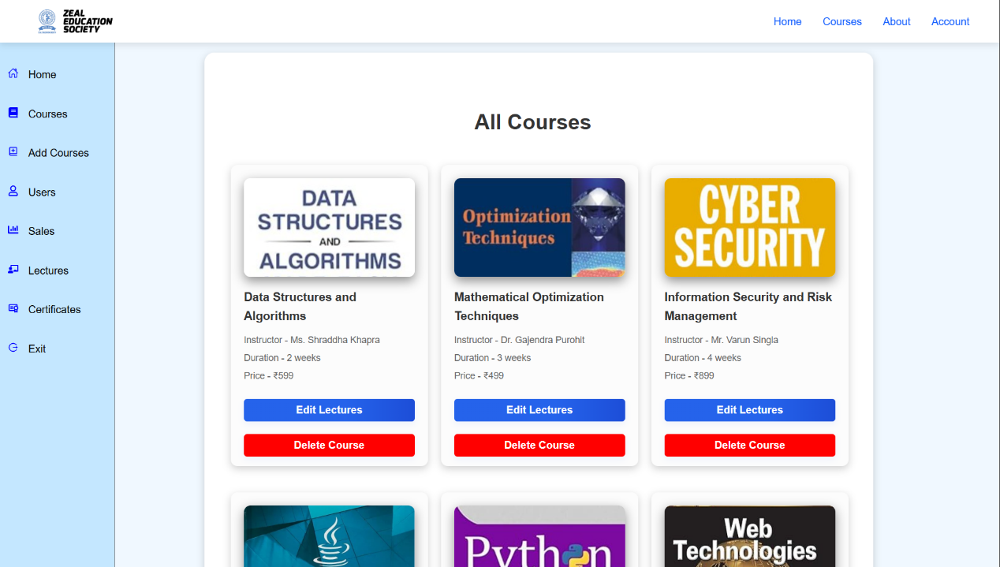 ZEAL
EDUCATION
SOCIETY
Home
Courses
About
Account
Home
Courses
Add Courses
Users
Sales
Lectures
Certificates
Exit
All Courses
DATA
STRUCTURES
AND
ALGORITHMS
Data Structures and
Algorithms
Instructor - Ms. Shraddha Khapra
Duration - 2 weeks
Price - ₹599
Edit Lectures
Delete Course
Optimization
Techniques
Mathematical Optimization
Techniques
Instructor - Dr. Gajendra Purohit
Duration - 3 weeks
Price - ₹499
Edit Lectures
Delete Course
CYBER
SECURITY
Information Security and Risk
Management
Instructor - Mr. Varun Singla
Duration - 4 weeks
Price - ₹899
Edit Lectures
Delete Course
Python
Web
Technologies